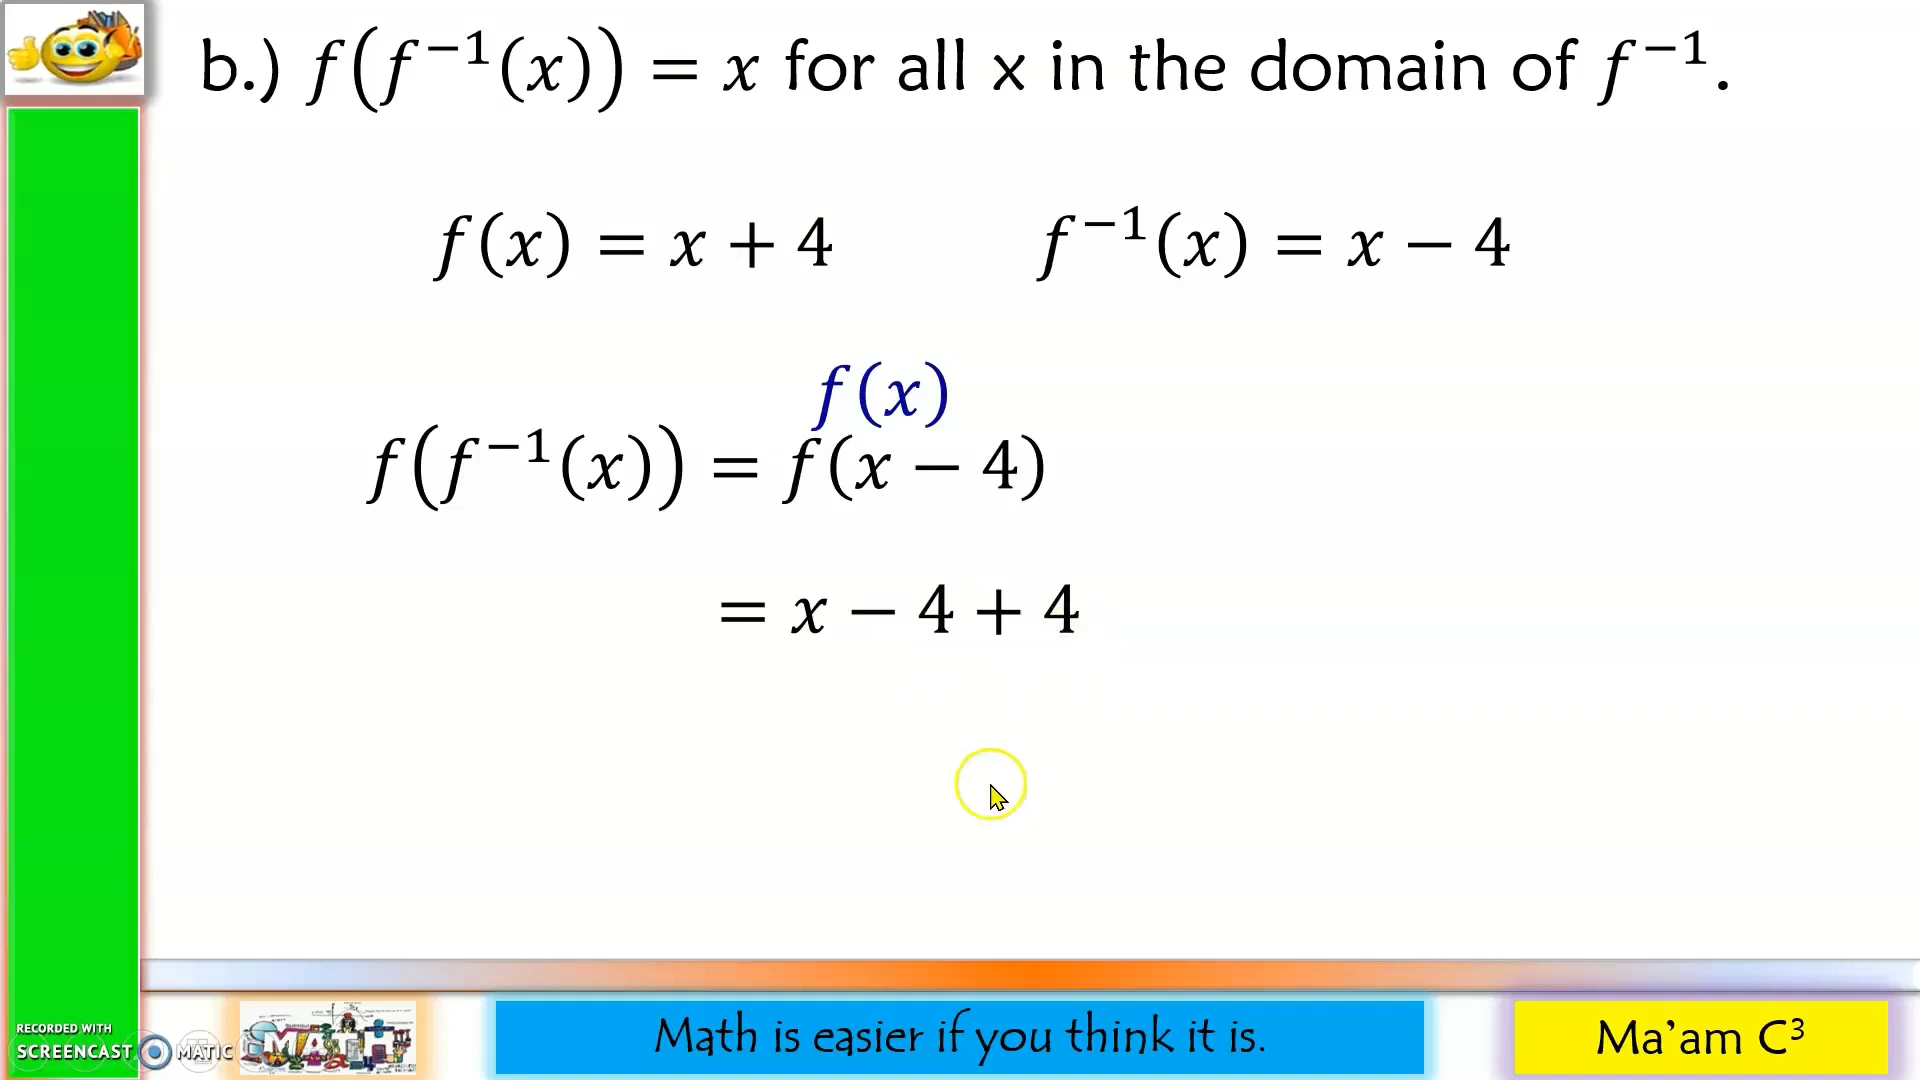 b.) f(f⁻¹(x)) = x for all x in the domain of f⁻¹.
f(x) = x + 4 f⁻¹(x) = x − 4
f(x)
f(f⁻¹(x)) = f(x − 4)
= x − 4 + 4
RECORDED WITH
SCREENCAST MATIC
MATH
Math is easier if you think it is.
Ma’am C³